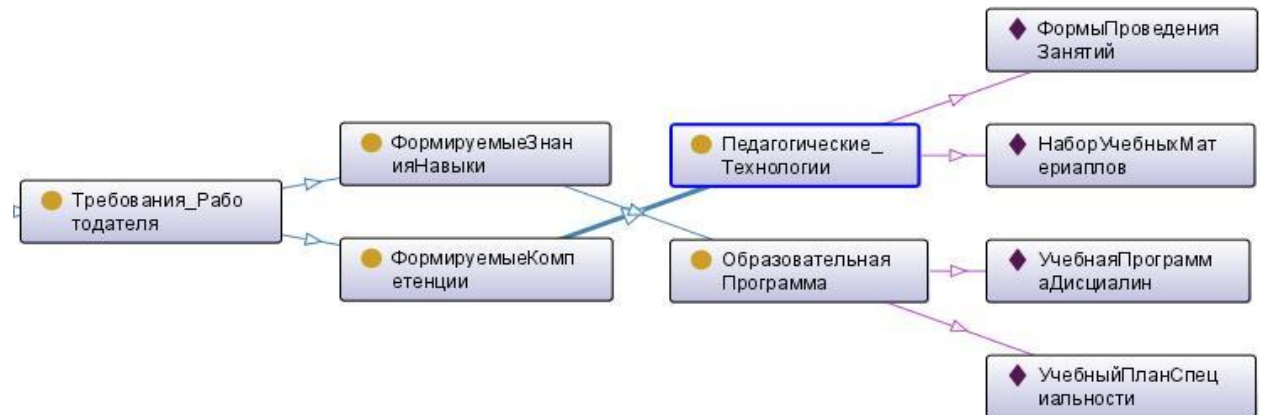 ФормыПроведения
Занятий
ФормируемыеЗнан
ияНавыки
Педагогические_
Технологии
НаборУчебныхМат
ериаплов
Требования_Рабо
тодателя
ФормируемыеКомп
етенции
Образовательная
Программа
УчебнаяПрограмм
аДисциалин
УчебныйПланСпец
иальности